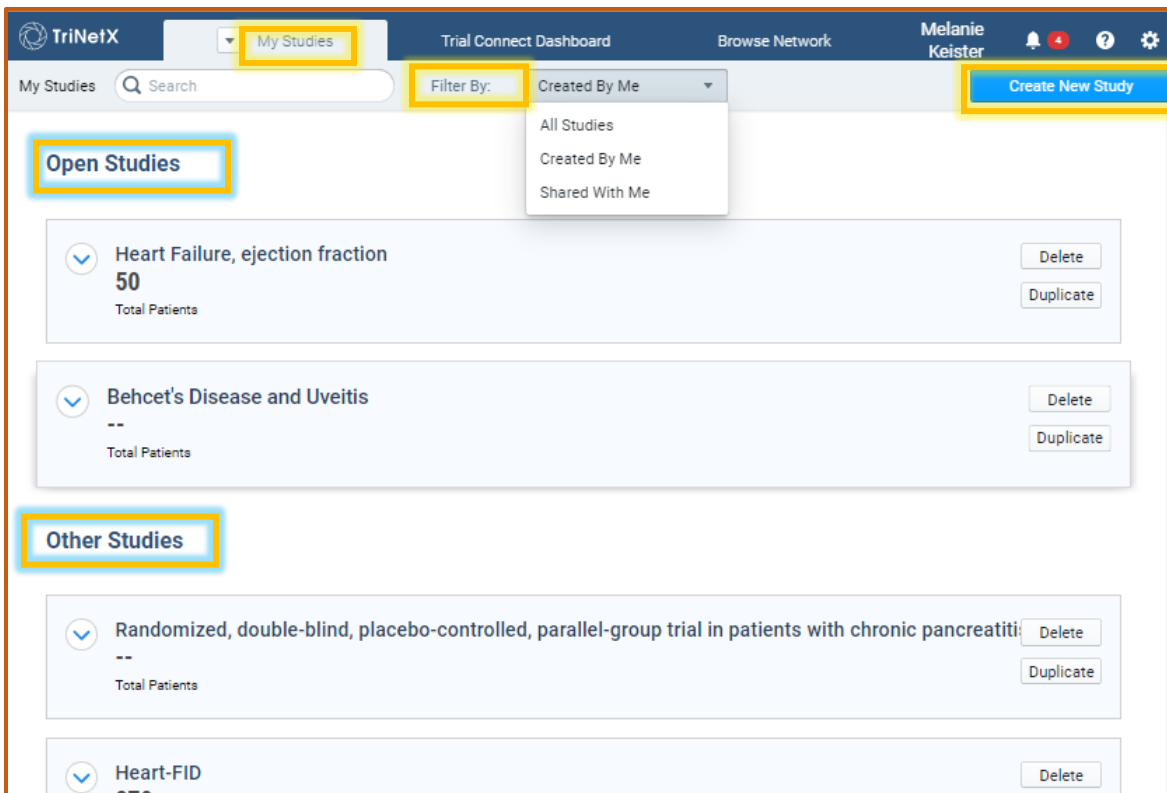 TriNetX
My Studies
Trial Connect Dashboard
Browse Network
Melanie
Keister
4
?
My Studies
Search
Filter By:
Created By Me
Create New Study
All Studies
Created By Me
Shared With Me
Open Studies
Heart Failure, ejection fraction
50
Total Patients
Delete
Duplicate
Behcet's Disease and Uveitis
--
Total Patients
Delete
Duplicate
Other Studies
Randomized, double-blind, placebo-controlled, parallel-group trial in patients with chronic
--
Total Patients
Delete
Duplicate
Heart-FID
Delete